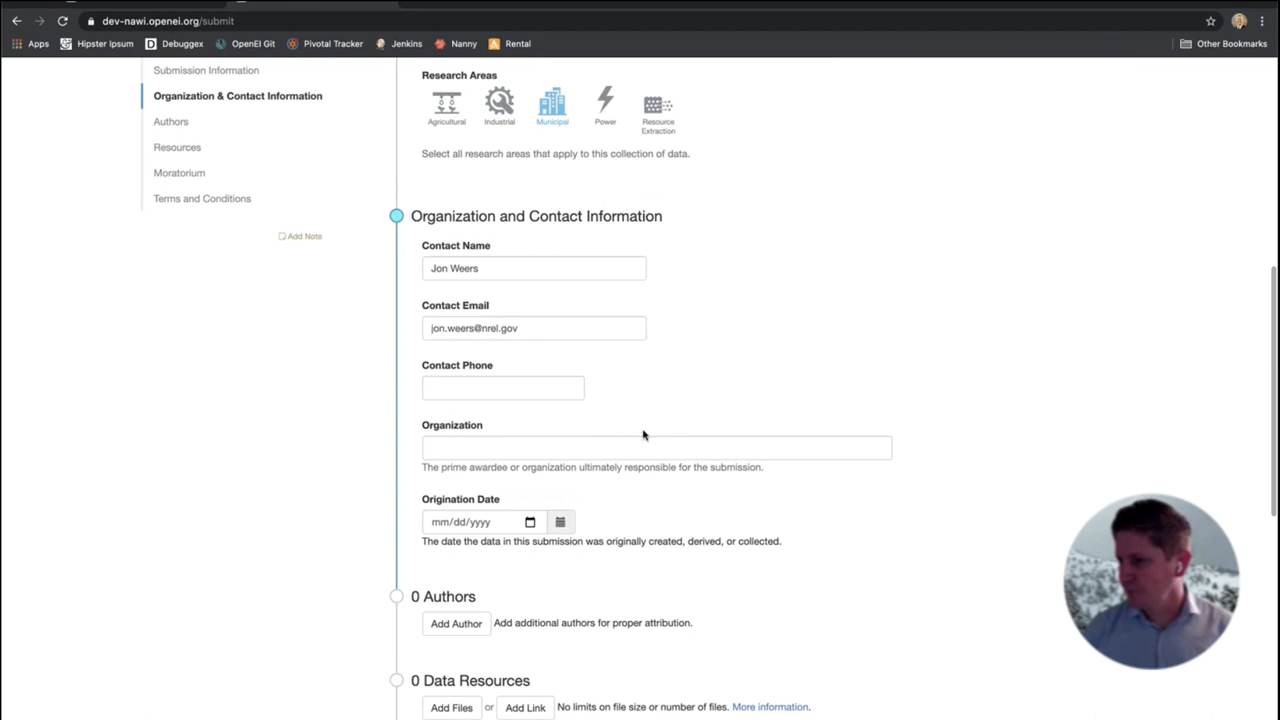 dev-nawi.openei.org/submit
Apps Hipster Ipsum Debuggex OpenEI Git Pivotal Tracker Jenkins Nanny Rental Other Bookmarks
Submission Information
Organization & Contact Information
Authors
Resources
Moratorium
Terms and Conditions
Add Note
Research Areas
Agricultural Industrial Municipal Power Resource
Extraction
Select all research areas that apply to this collection of data.
Organization and Contact Information
Contact Name
Jon Weers
Contact Email
jon.weers@nrel.gov
Contact Phone
Organization
The prime awardee or organization ultimately responsible for the submission.
Origination Date
mm/dd/yyyy
The date the data in this submission was originally created, derived, or collected.
0 Authors
Add Author Add additional authors for proper attribution.
0 Data Resources
Add Files or Add Link No limits on file size or number of files. More information.